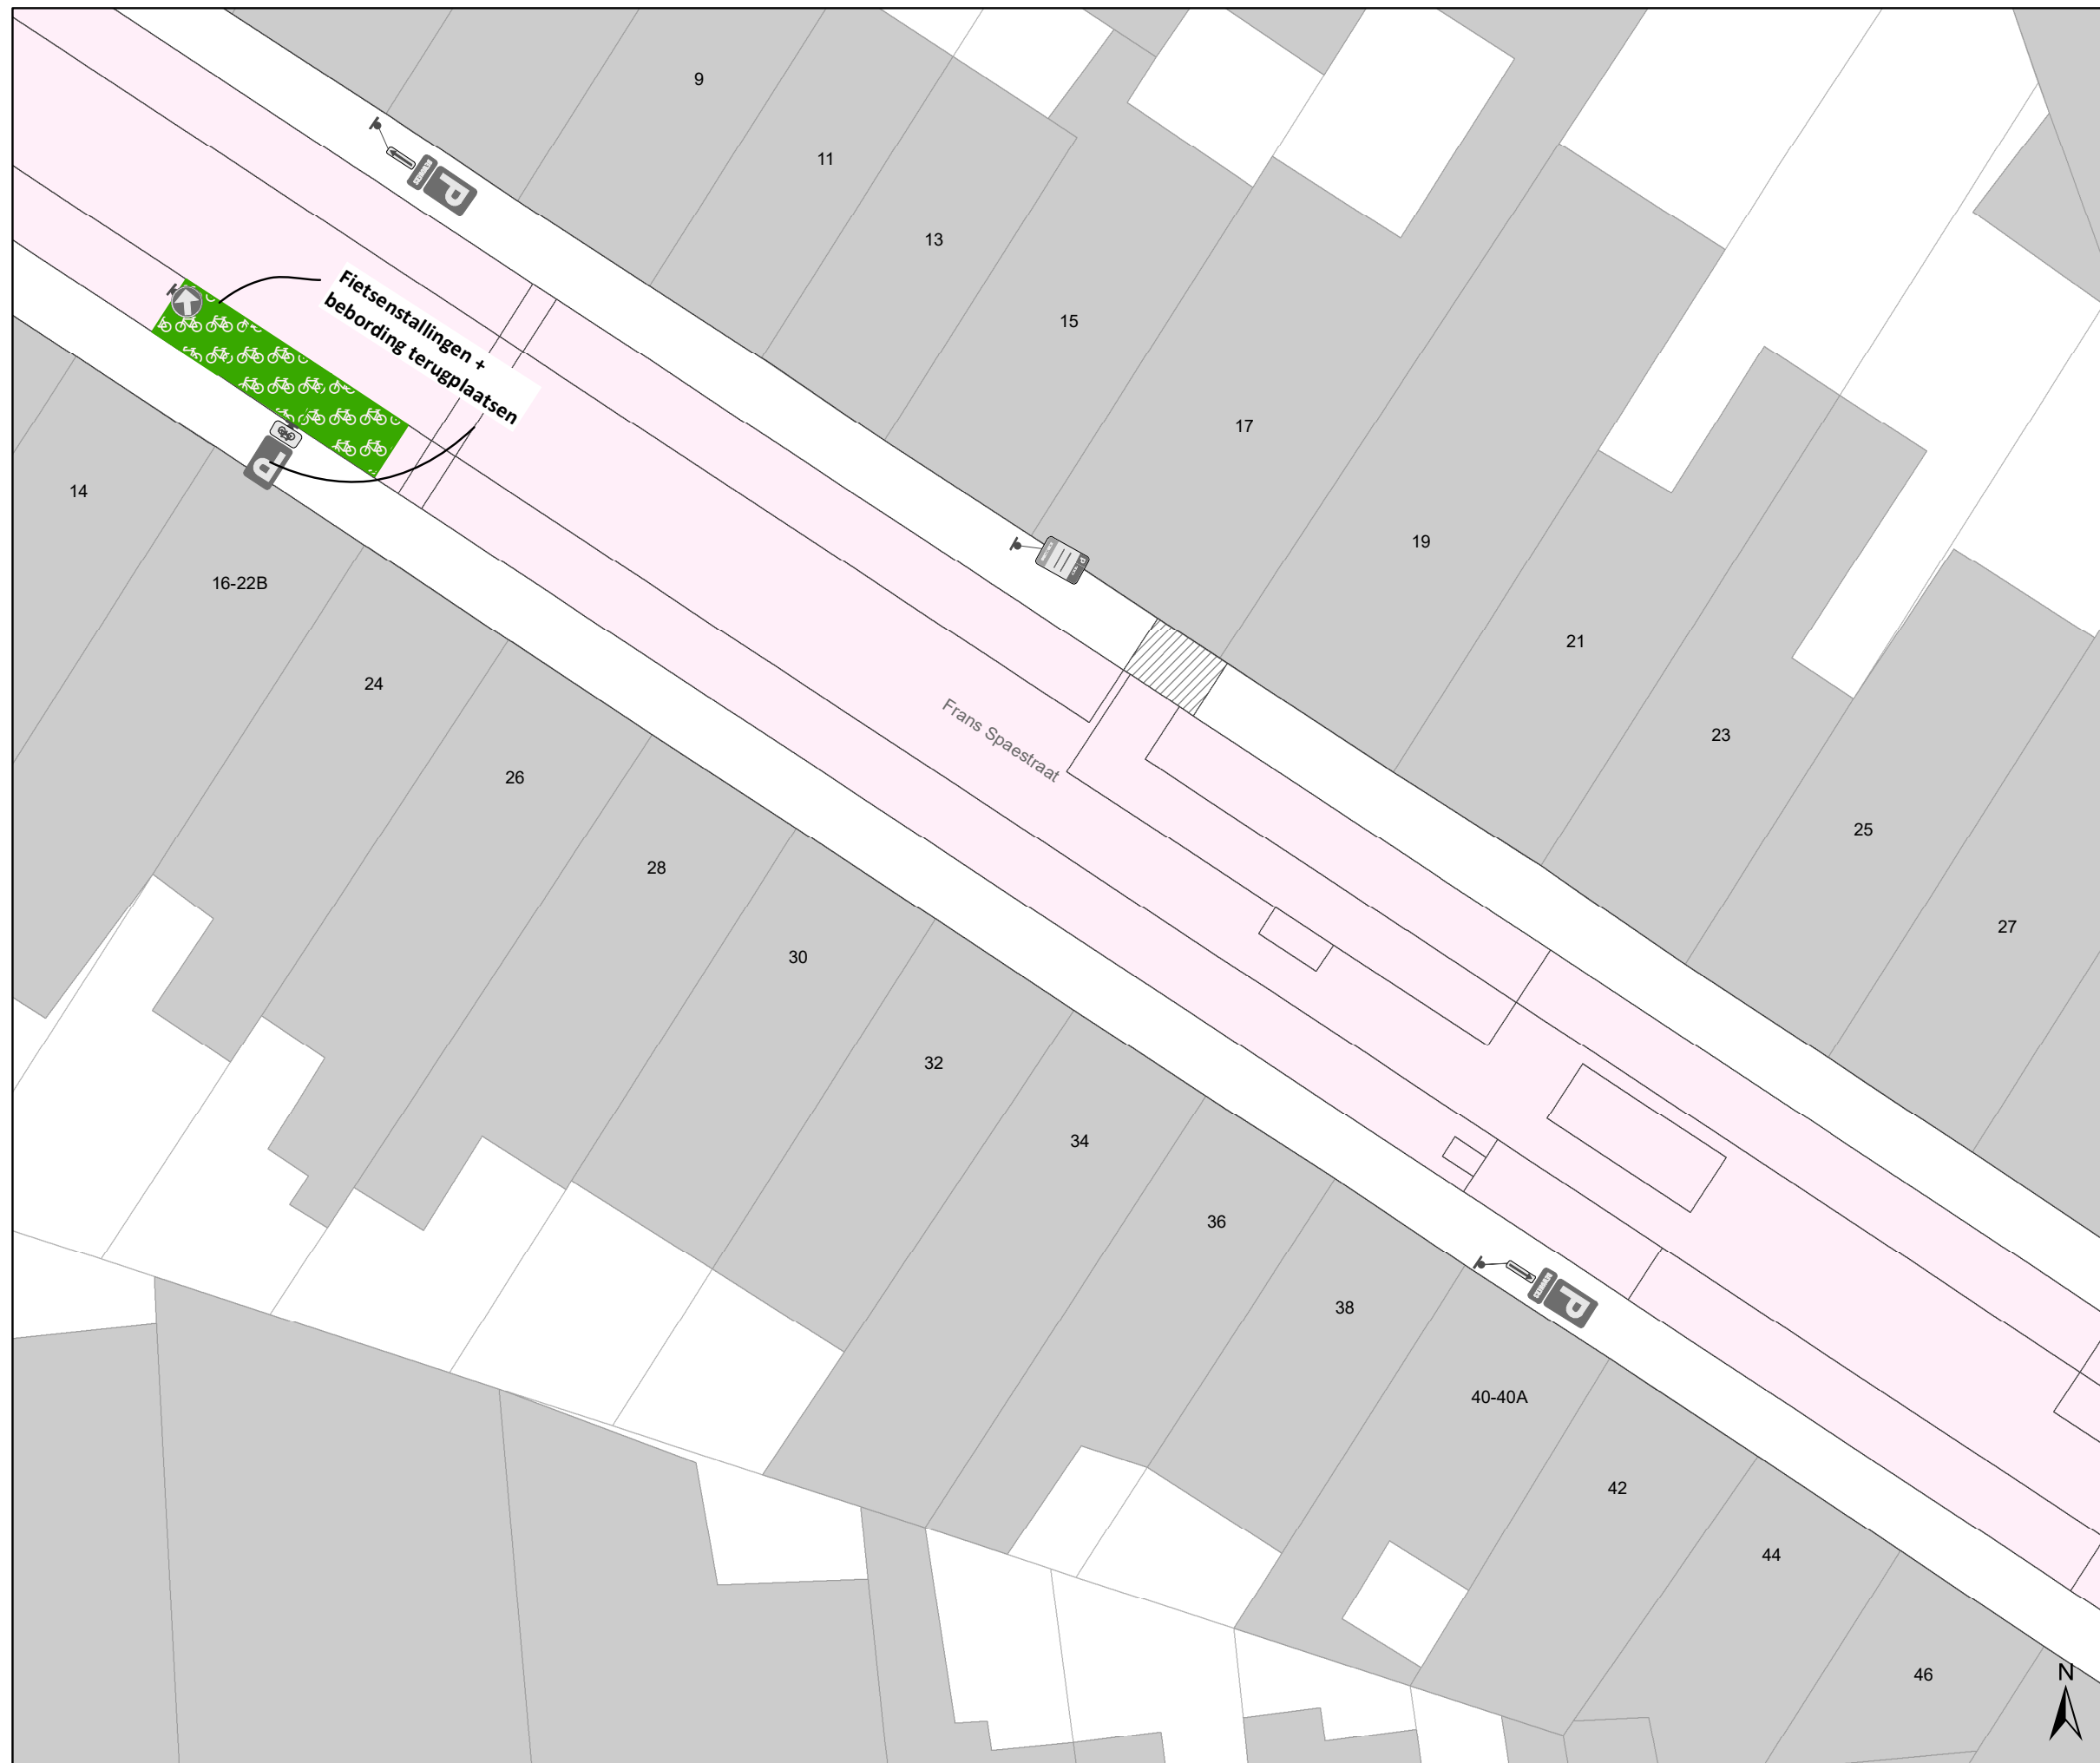 9
11
13
15
17
19
21
23
25
27
P
Fietsenstallingen +
bebording terugplaatsen
P
14
16-22B
24
26
28
30
32
34
36
38
40-40A
42
44
46
Frans Spaestraat
P
P
N